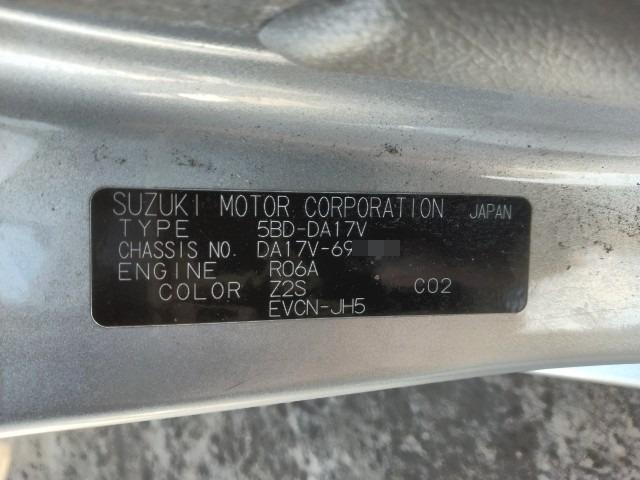 SUZUKI MOTOR CORPORATION JAPAN
TYPE 5BD-DA17V
CHASSIS NO. DA17V-69
ENGINE R06A
COLOR Z2S C02
EVCN-JH5